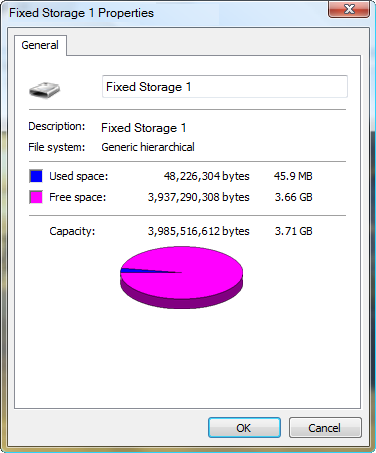 Fixed Storage 1 Properties
General
Fixed Storage 1
Description: Fixed Storage 1
File system: Generic hierarchical
Used space: 48,226,304 bytes 45.9 MB
Free space: 3,937,290,308 bytes 3.66 GB
Capacity: 3,985,516,612 bytes 3.71 GB
OK Cancel